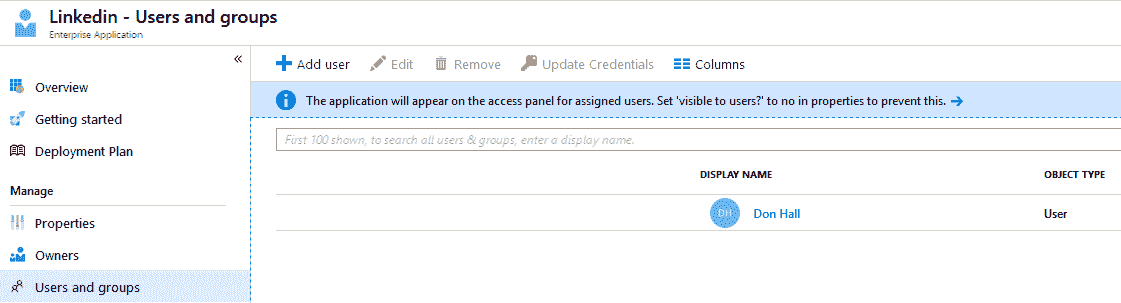 Linkedin - Users and groups
Enterprise Application
«
Overview
Getting started
Deployment Plan
Manage
Properties
Owners
Users and groups
Add user
Edit
Remove
Update Credentials
Columns
The application will appear on the access panel for assigned users. Set 'visible to users?' to no in properties to prevent this.
First 100 shown, to search all users & groups, enter a display name.
DISPLAY NAME
OBJECT TYPE
DH
Don Hall
User